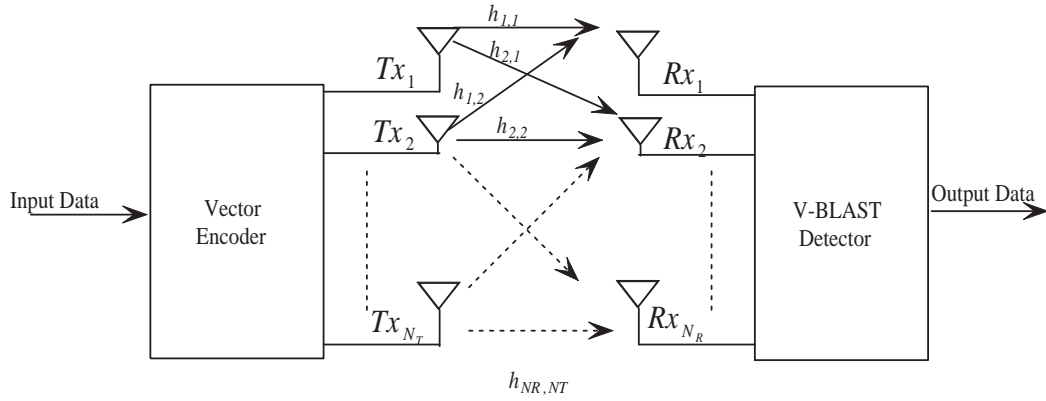 h1,1
h2,1
Tx1
Rx1
h1,2
Tx2
h2,2
Rx2
Input Data
Vector
Encoder
V-BLAST
Detector
Output Data
TxNT
RxNR
hNR,NT